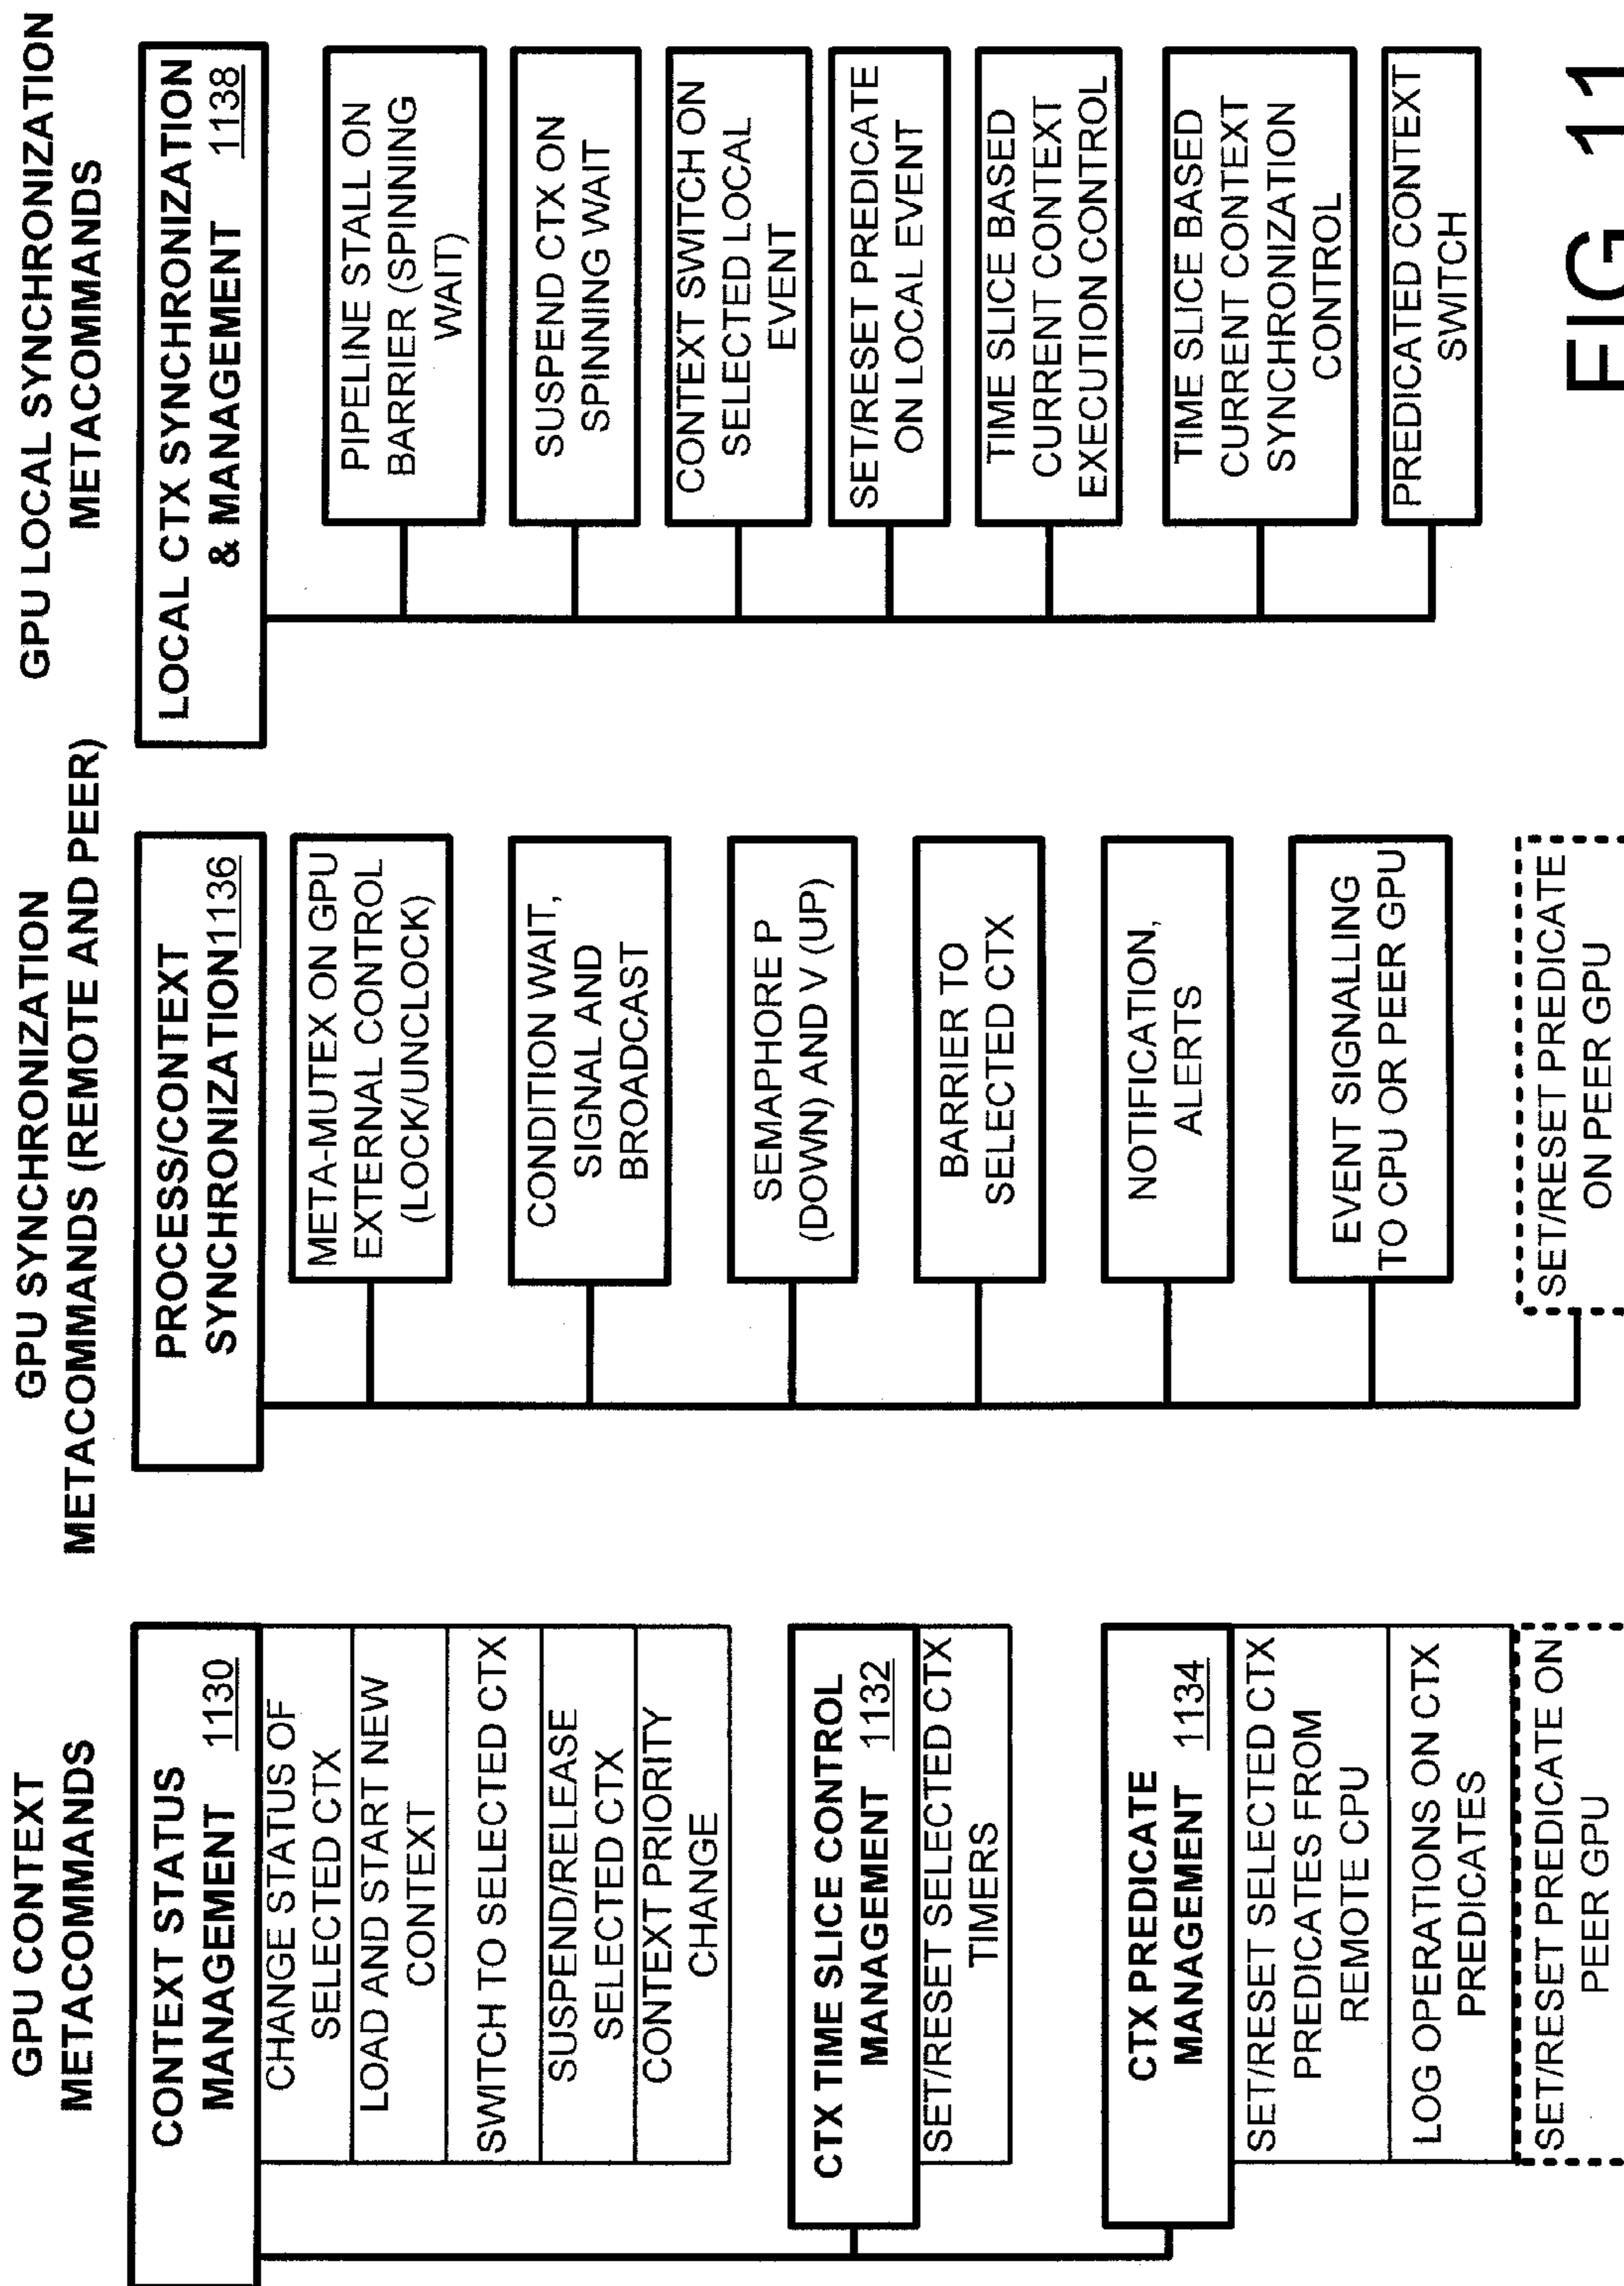 GPU CONTEXT
METACOMMANDS
CONTEXT STATUS
MANAGEMENT 1130
CHANGE STATUS OF
SELECTED CTX
LOAD AND START NEW
CONTEXT
SWITCH TO SELECTED CTX
SUSPEND/RELEASE
SELECTED CTX
CONTEXT PRIORITY
CHANGE
CTX TIME SLICE CONTROL
MANAGEMENT 1132
SET/RESET SELECTED CTX
TIMERS
CTX PREDICATE
MANAGEMENT 1134
SET/RESET SELECTED CTX
PREDICATES FROM
REMOTE CPU
LOG OPERATIONS ON CTX
PREDICATES
SET/RESET PREDICATE ON
PEER GPU
GPU SYNCHRONIZATION
METACOMMANDS (REMOTE AND PEER)
PROCESS/CONTEXT
SYNCHRONIZATION 1136
META-MUTEX ON GPU
EXTERNAL CONTROL
(LOCK/UNCLOCK)
CONDITION WAIT,
SIGNAL AND
BROADCAST
SEMAPHORE P
(DOWN) AND V (UP)
BARRIER TO
SELECTED CTX
NOTIFICATION,
ALERTS
EVENT SIGNALLING
TO CPU OR PEER GPU
SET/RESET PREDICATE
ON PEER GPU
GPU LOCAL SYNCHRONIZATION
METACOMMANDS
LOCAL CTX SYNCHRONIZATION
& MANAGEMENT 1138
PIPELINE STALL ON
BARRIER (SPINNING
WAIT)
SUSPEND CTX ON
SPINNING WAIT
CONTEXT SWITCH ON
SELECTED LOCAL
EVENT
SET/RESET PREDICATE
ON LOCAL EVENT
TIME SLICE BASED
CURRENT CONTEXT
EXECUTION CONTROL
TIME SLICE BASED
CURRENT CONTEXT
SYNCHRONIZATION
CONTROL
PREDICATED CONTEXT
SWITCH
FIG 11